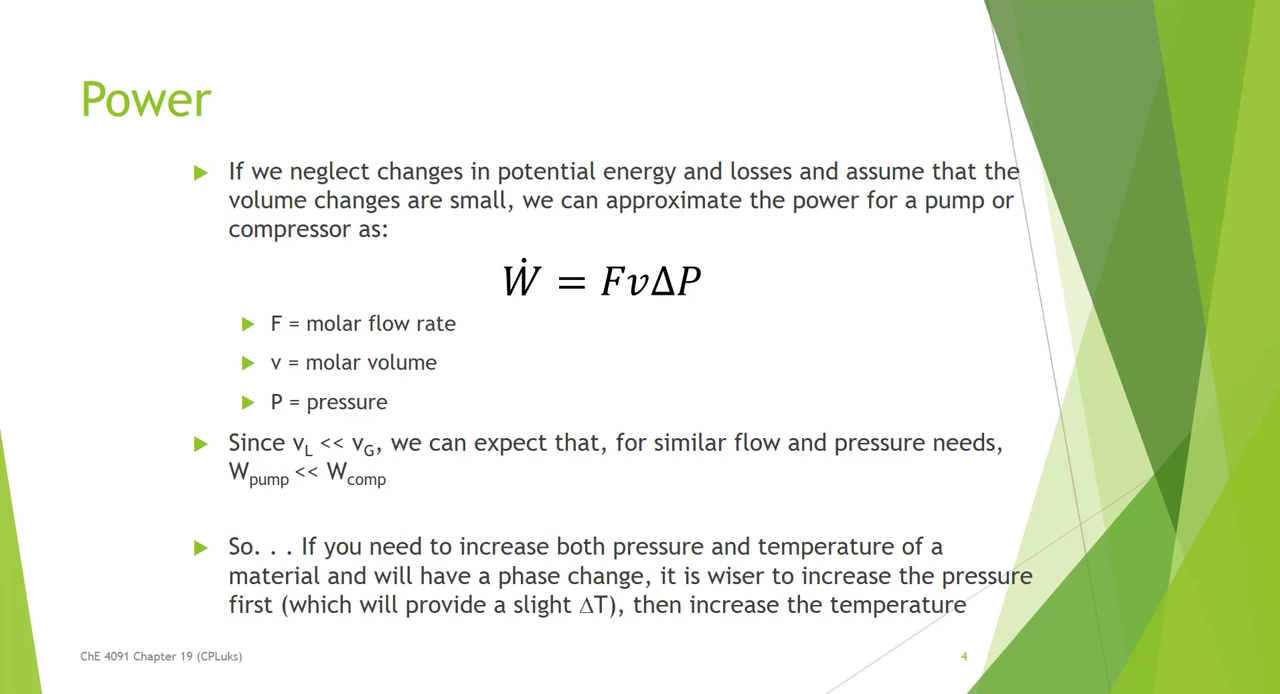 Power
If we neglect changes in potential energy and losses and assume that the
volume changes are small, we can approximate the power for a pump or
compressor as:
Ẇ = FvΔP
F = molar flow rate
v = molar volume
P = pressure
Since v_L << v_G, we can expect that, for similar flow and pressure needs,
W_pump << W_comp
So. . . If you need to increase both pressure and temperature of a
material and will have a phase change, it is wiser to increase the pressure
first (which will provide a slight ΔT), then increase the temperature
ChE 4091 Chapter 19 (CPLuks)
4